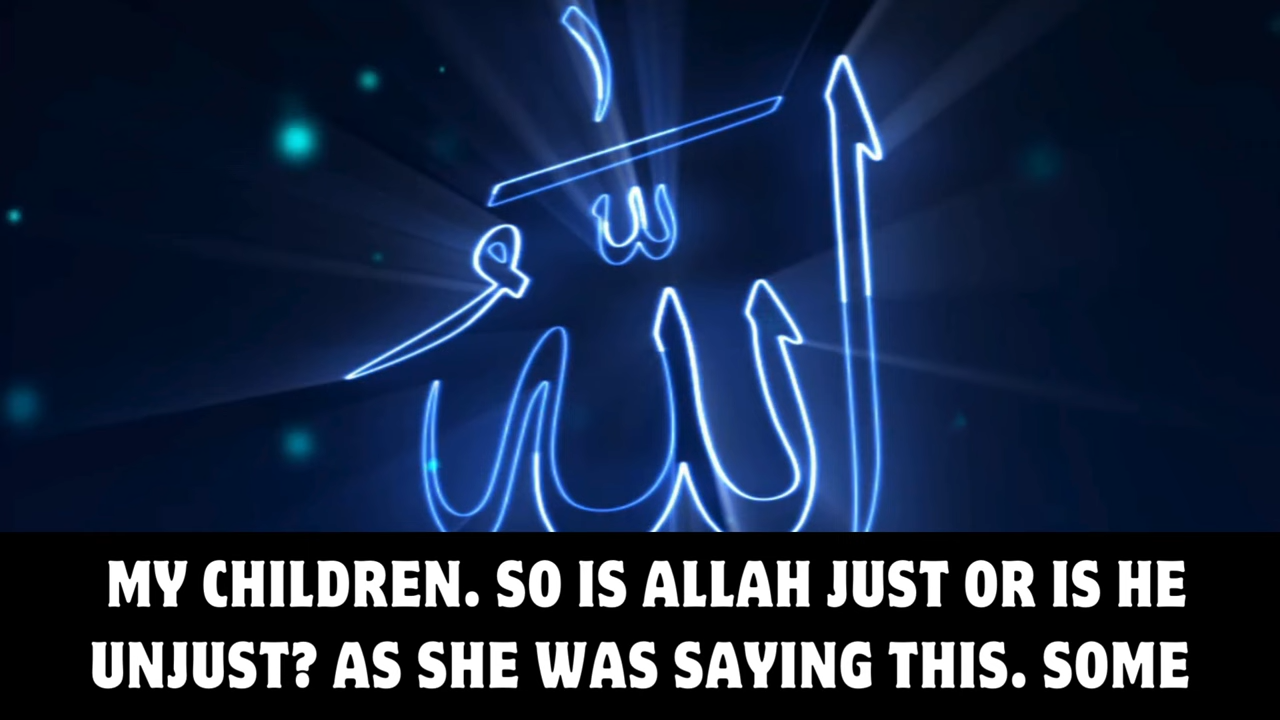 الله
MY CHILDREN. SO IS ALLAH JUST OR IS HE
UNJUST? AS SHE WAS SAYING THIS. SOME